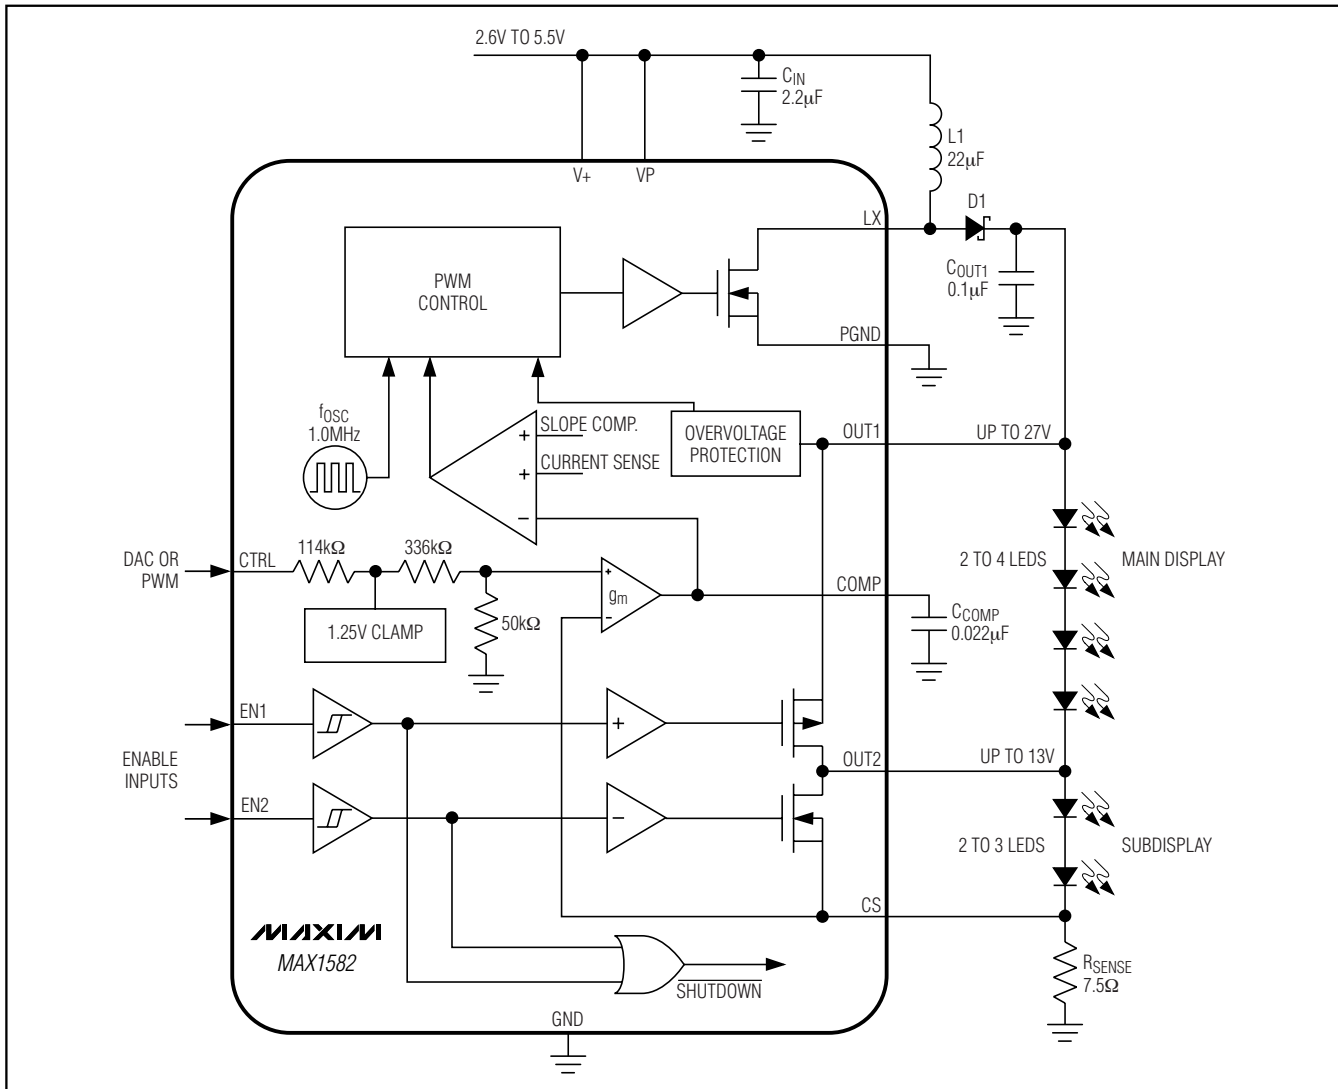 2.6V TO 5.5V
CIN
2.2µF
L1
22µF
V+
VP
D1
LX
PWM
CONTROL
COUT1
0.1µF
PGND
fOSC
1.0MHz
+
SLOPE COMP.
+
CURRENT SENSE
−
OVERVOLTAGE
PROTECTION
OUT1
UP TO 27V
DAC OR
PWM
CTRL
114kΩ
336kΩ
1.25V CLAMP
50kΩ
+
gm
-
COMP
CCOMP
0.022µF
2 TO 4 LEDS
MAIN DISPLAY
EN1
+
ENABLE
INPUTS
OUT2
UP TO 13V
EN2
−
2 TO 3 LEDS
SUBDISPLAY
CS
MAXIM
MAX1582
SHUTDOWN
RSENSE
7.5Ω
GND